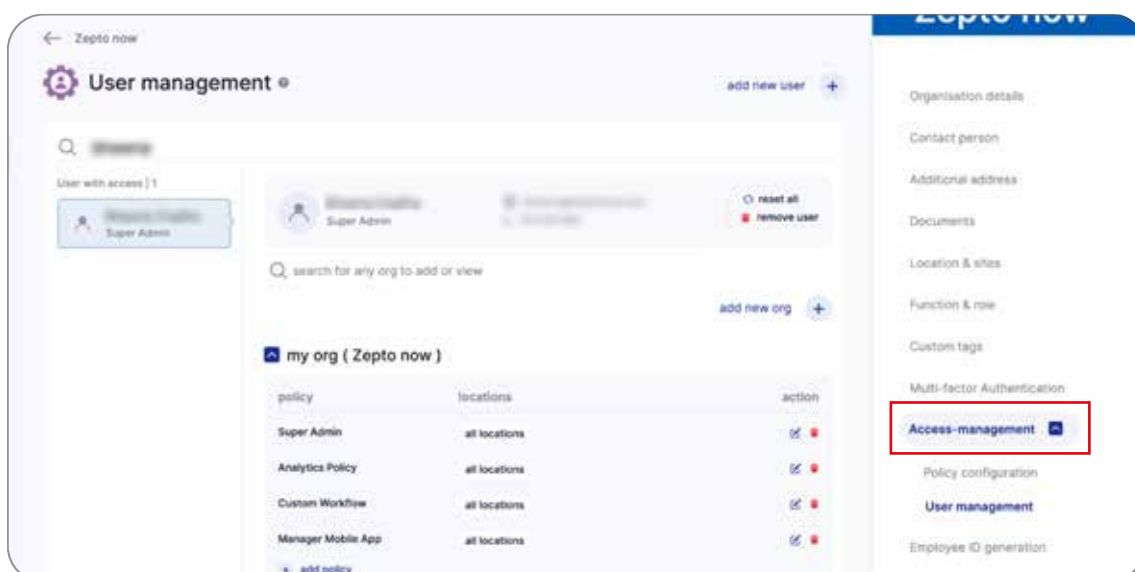 ← Zepto now
User management
add new user +
User with access | 1
Super Admin
Super Admin
reset all
remove user
search for any org to add or view
add new org +
my org ( Zepto now )
policy locations action
Super Admin all locations
Analytics Policy all locations
Custom Workflow all locations
Manager Mobile App all locations
+ add policy
Zepto now
Organisation details
Contact person
Additional address
Documents
Location & sites
Function & role
Custom tags
Multi-factor Authentication
Access-management
Policy configuration
User management
Employee ID generation